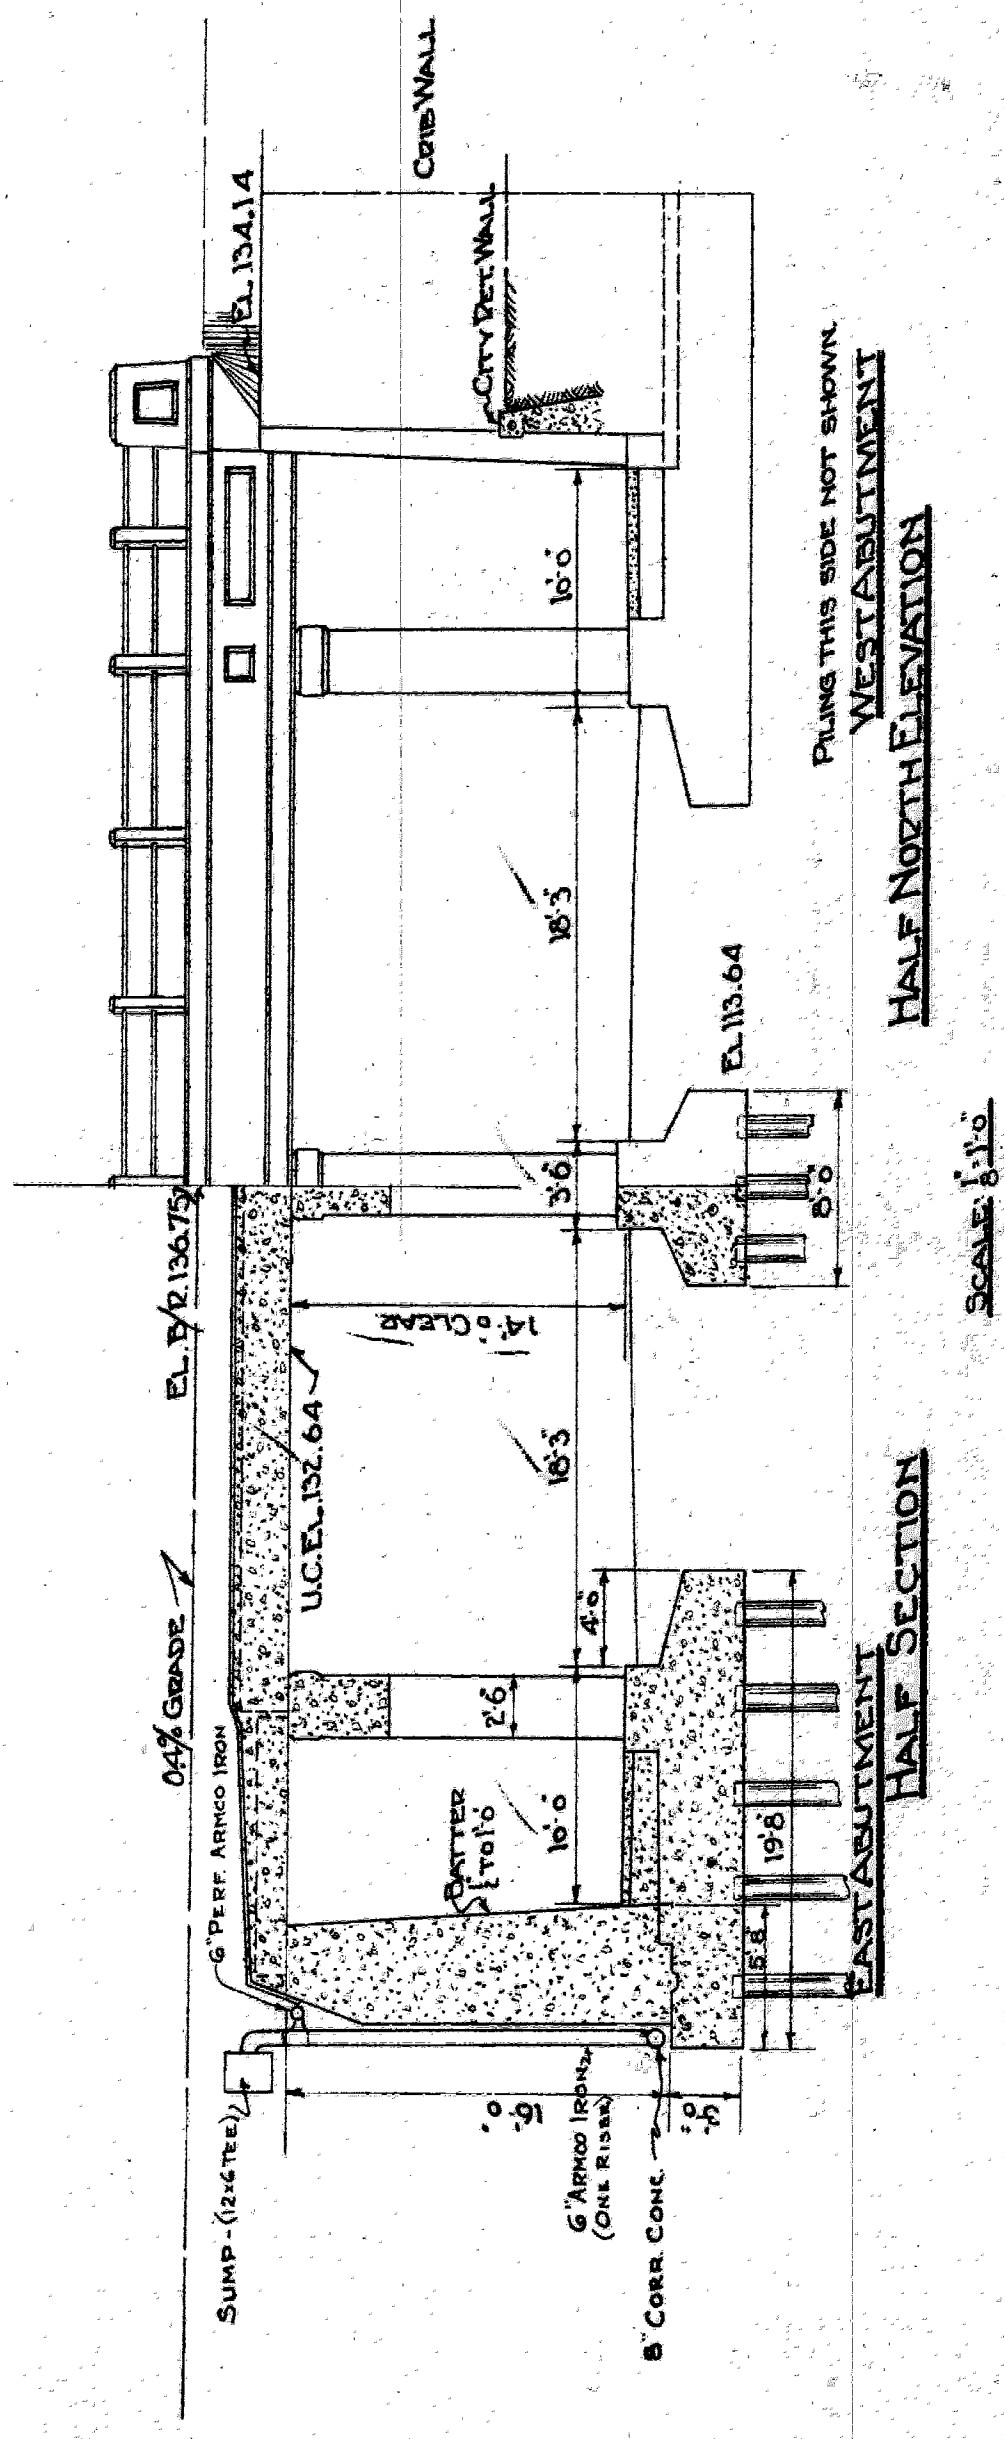 0.4% GRADE
EL. B/R. 136.75
EL. 134.14
CRIB WALL
CITY RET. WALL
SUMP-(12x6 TEE)
6" PERF. ARMCO IRON
U.C. EL. 132.64
14'-0" CLEAR
BATTER
1" TO 1'-0"
2'-6"
4'-0"
10'-0"
18'-3"
3'-6"
18'-3"
10'-0"
16'-0"
6" ARMCO IRON
(ONE RISER)
8" CORR. CONC.
5'-8"
19'-8"
8'-0"
EL 113.64
PILING THIS SIDE NOT SHOWN.
EAST ABUTMENT
HALF SECTION
WEST ABUTMENT
HALF NORTH ELEVATION
SCALE: 1/8"=1'-0"